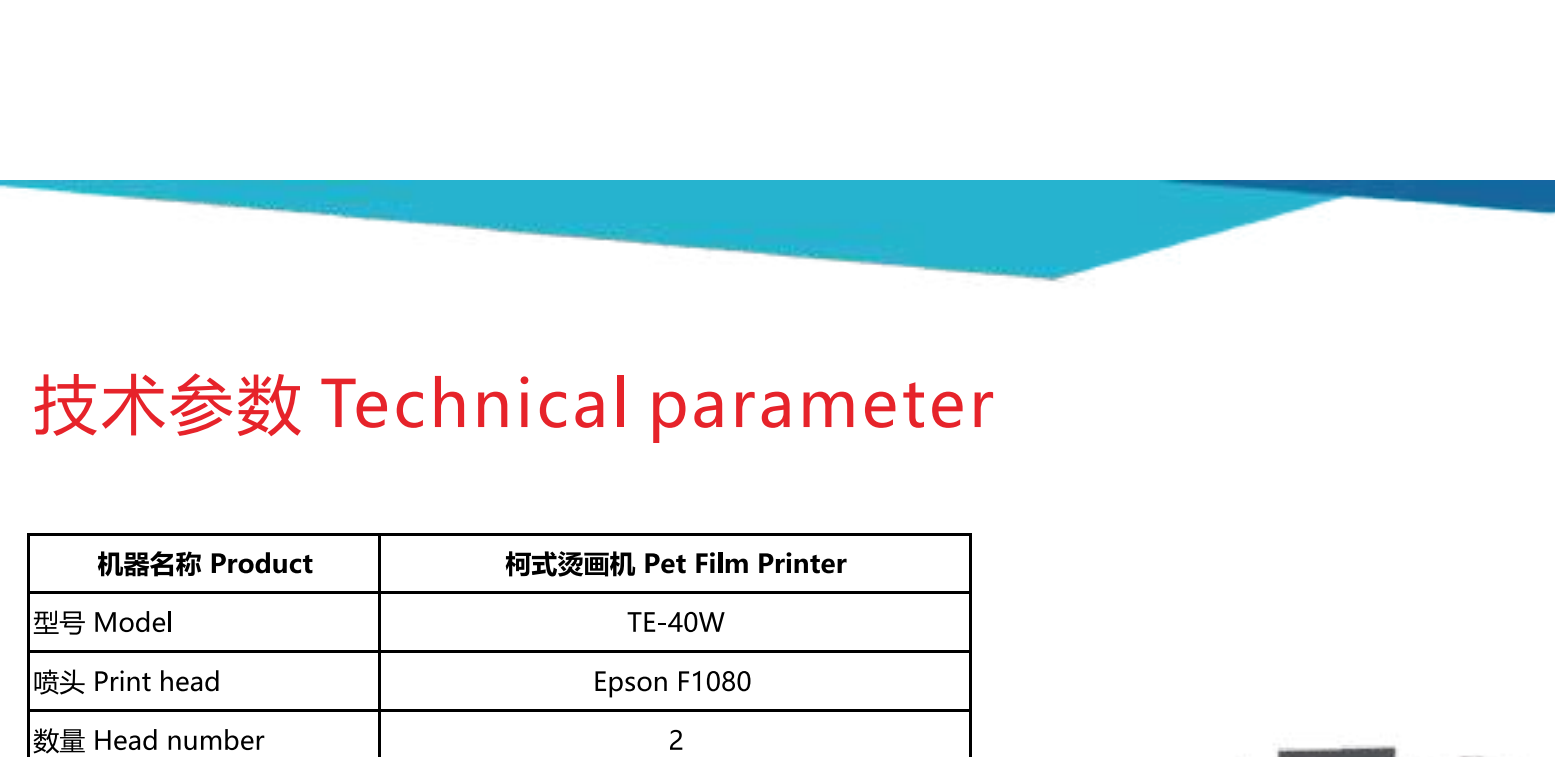 技术参数 Technical parameter
机器名称 Product 柯式烫画机 Pet Film Printer
型号 Model TE-40W
喷头 Print head Epson F1080
数量 Head number 2